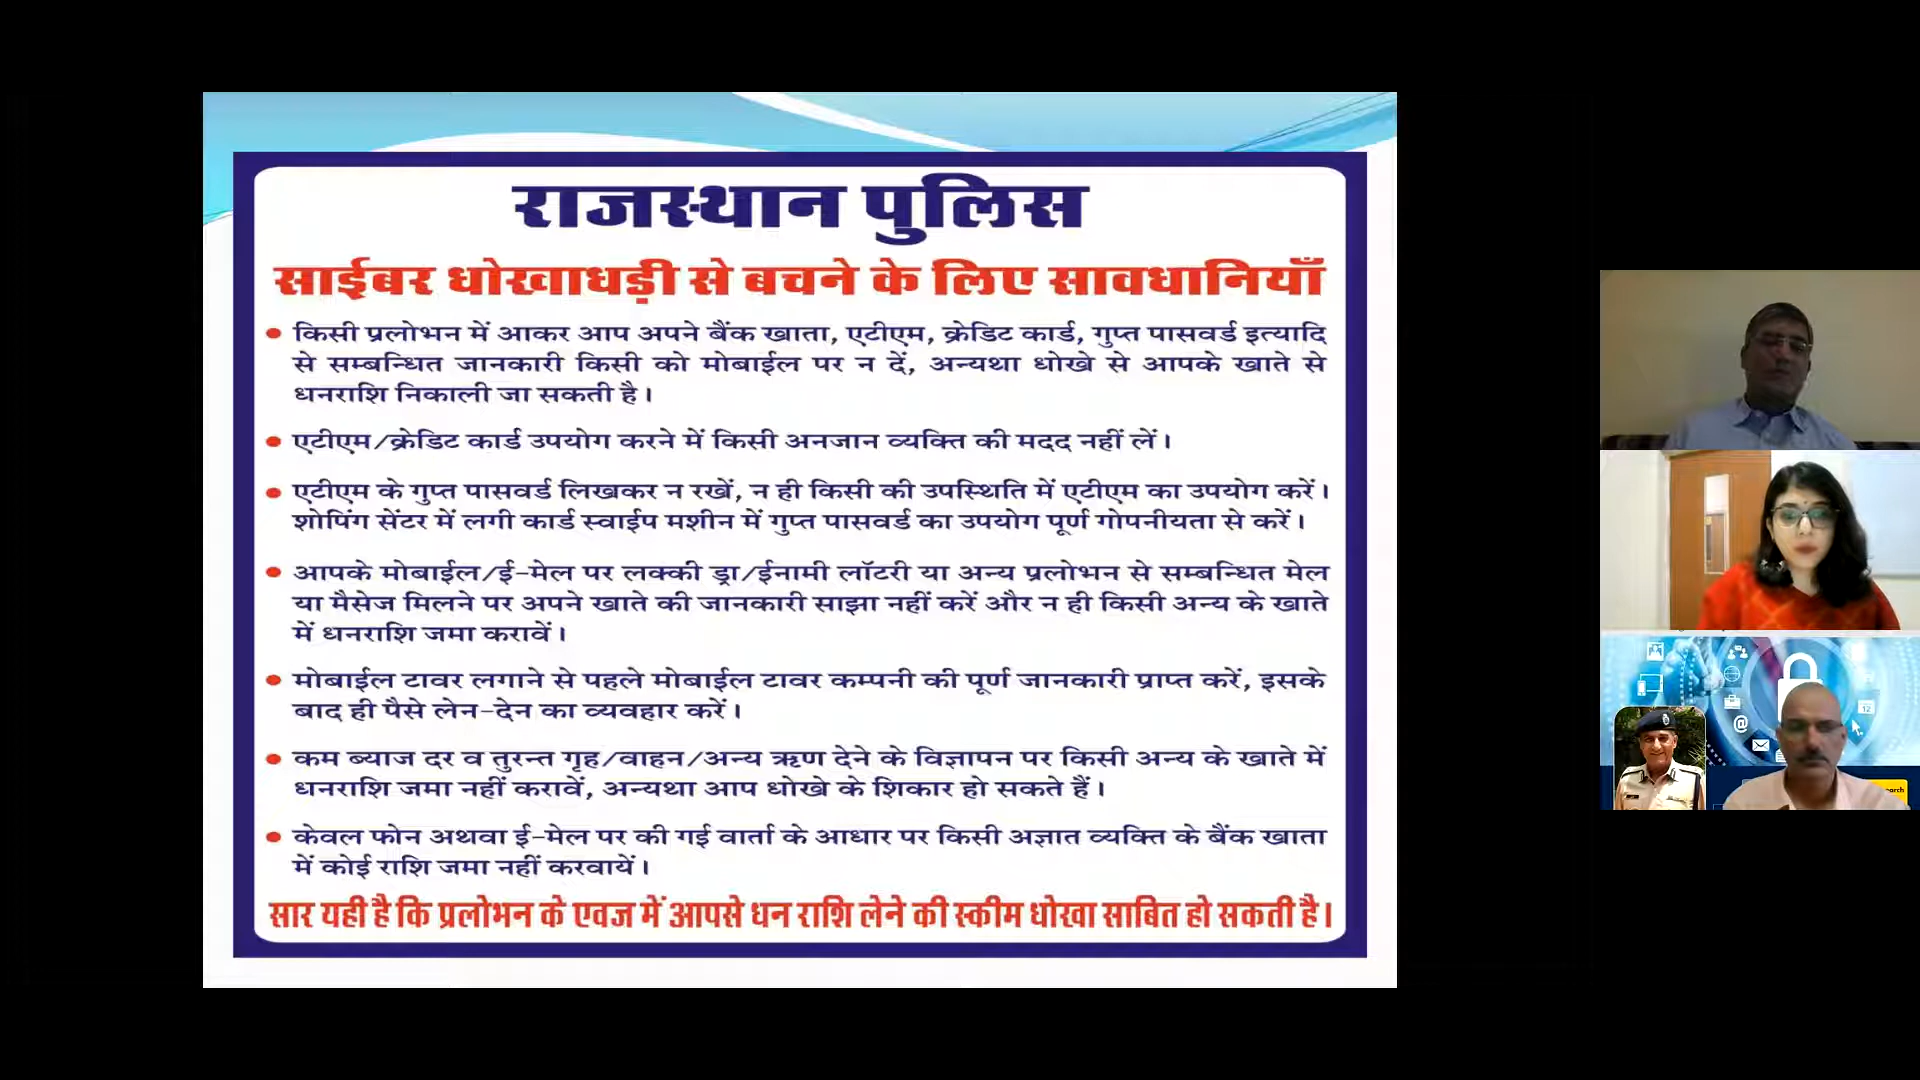 राजस्थान पुलिस
साईबर धोखाधड़ी से बचने के लिए सावधानियाँ
• किसी प्रलोभन में आकर आप अपने बैंक खाता, एटीएम, क्रेडिट कार्ड, गुप्त पासवर्ड इत्यादि
से सम्बन्धित जानकारी किसी को मोबाईल पर न दें, अन्यथा धोखे से आपके खाते से
धनराशि निकाली जा सकती है।
• एटीएम/क्रेडिट कार्ड उपयोग करने में किसी अनजान व्यक्ति की मदद नहीं लें।
• एटीएम के गुप्त पासवर्ड लिखकर न रखें, न ही किसी की उपस्थिति में एटीएम का उपयोग करें।
शोपिंग सेंटर में लगी कार्ड स्वाईप मशीन में गुप्त पासवर्ड का उपयोग पूर्ण गोपनीयता से करें।
• आपके मोबाईल/ई-मेल पर लक्की ड्रा/ईनामी लॉटरी या अन्य प्रलोभन से सम्बन्धित मेल
या मैसेज मिलने पर अपने खाते की जानकारी साझा नहीं करें और न ही किसी अन्य के खाते
में धनराशि जमा करावें।
• मोबाईल टावर लगाने से पहले मोबाईल टावर कम्पनी की पूर्ण जानकारी प्राप्त करें, इसके
बाद ही पैसे लेन-देन का व्यवहार करें।
• कम ब्याज दर व तुरन्त गृह/वाहन/अन्य ऋण देने के विज्ञापन पर किसी अन्य के खाते में
धनराशि जमा नहीं करावें, अन्यथा आप धोखे के शिकार हो सकते हैं।
• केवल फोन अथवा ई-मेल पर की गई वार्ता के आधार पर किसी अज्ञात व्यक्ति के बैंक खाता
में कोई राशि जमा नहीं करवायें।
सार यही है कि प्रलोभन के एवज में आपसे धन राशि लेने की स्कीम धोखा साबित हो सकती है।
12
@